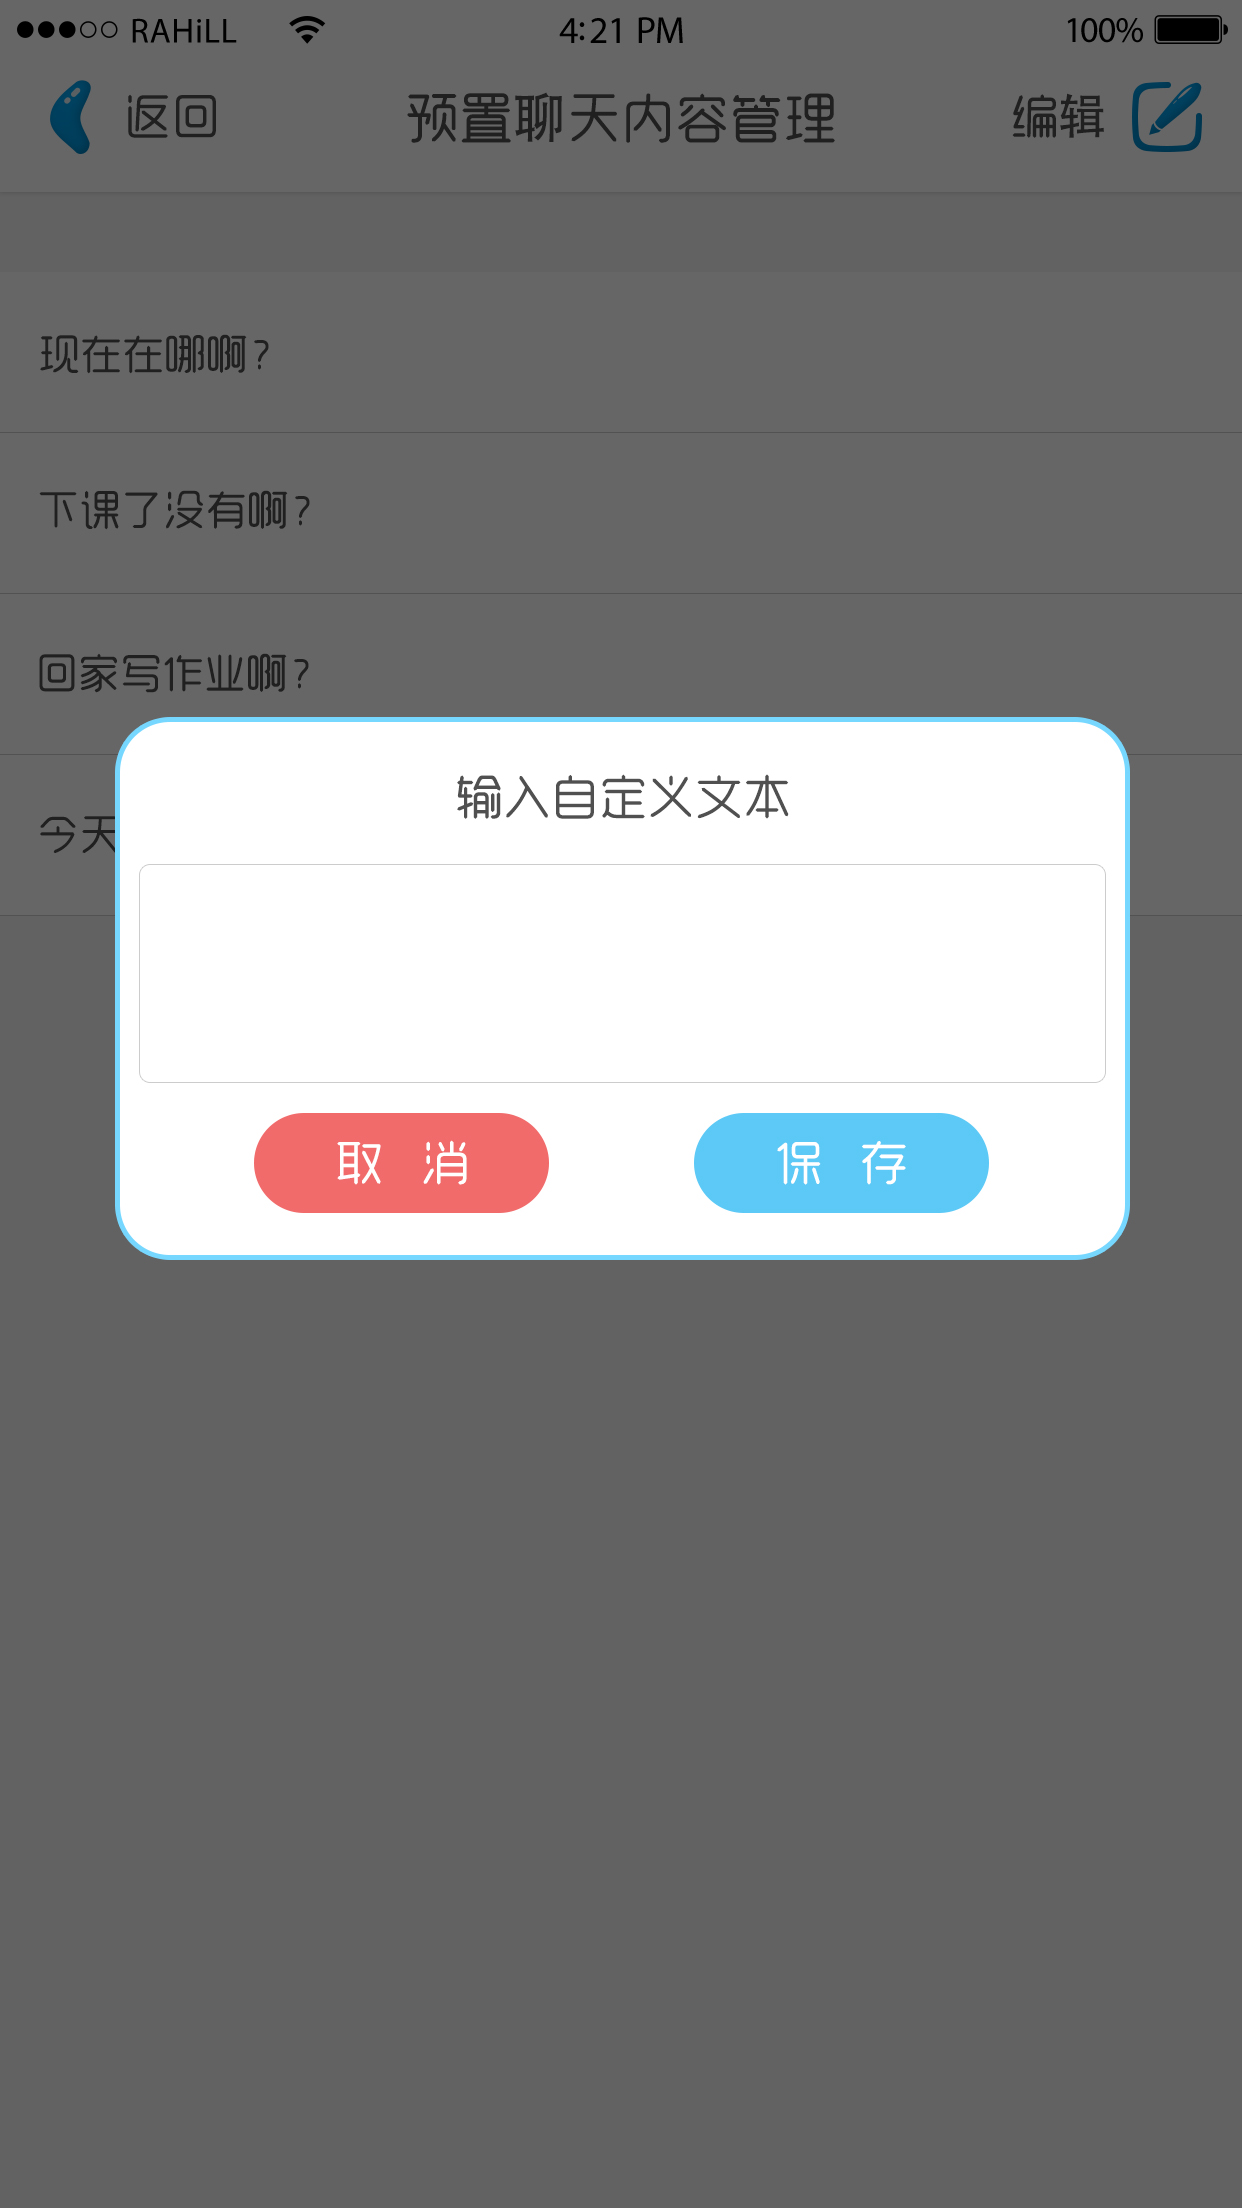 RAHiLL 4:21 PM 100%
返回 预置聊天内容管理 编辑
现在在哪啊？
下课了没有啊？
回家写作业啊？
今天
输入自定义文本
取 消 保 存